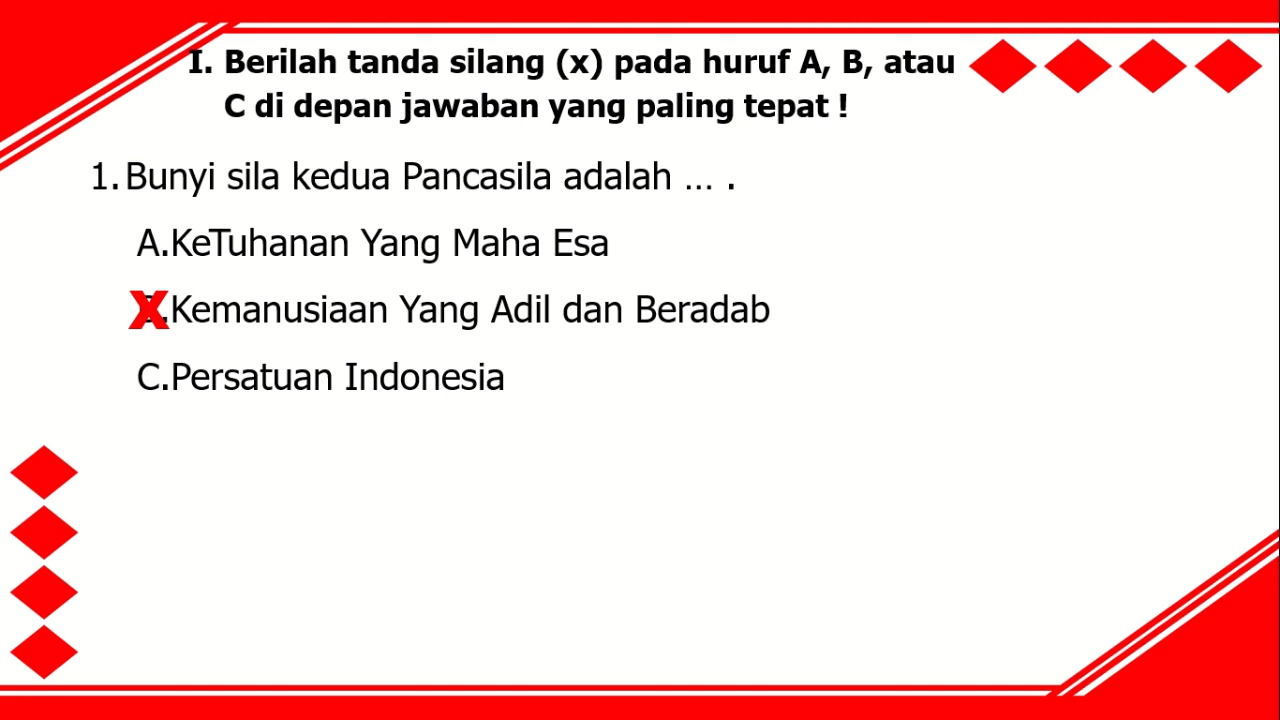 I. Berilah tanda silang (x) pada huruf A, B, atau
C di depan jawaban yang paling tepat !
1. Bunyi sila kedua Pancasila adalah ... .
A.KeTuhanan Yang Maha Esa
X.Kemanusiaan Yang Adil dan Beradab
C.Persatuan Indonesia